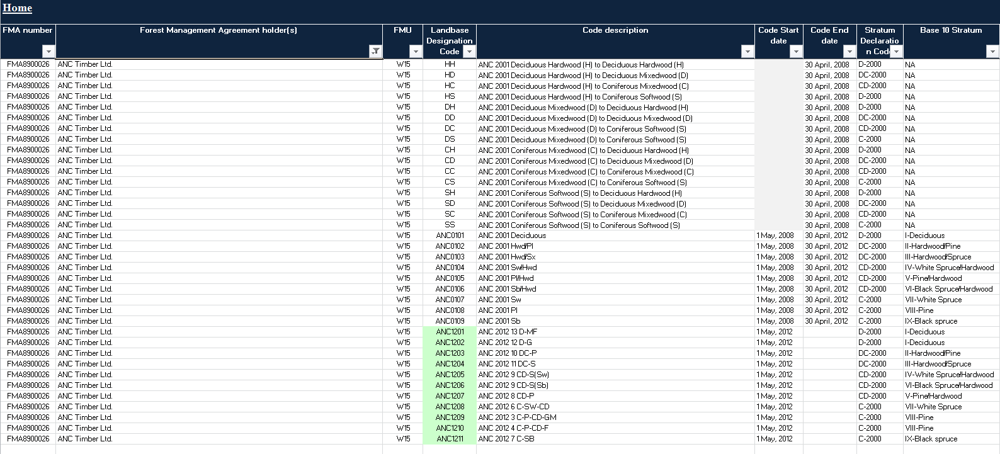 Home
FMA number Forest Management Agreement holder(s) FMU Landbase Designation Code Code description Code Start date Code End date Stratum Declaratio n Code Base 10 Stratum
FMA8900026 ANC Timber Ltd. W15 HH ANC 2001 Deciduous Hardwood (H) to Deciduous Hardwood (H) 30 April, 2008 D-2000 NA
FMA8900026 ANC Timber Ltd. W15 HD ANC 2001 Deciduous Hardwood (H) to Deciduous Mixedwood (D) 30 April, 2008 DC-2000 NA
FMA8900026 ANC Timber Ltd. W15 HC ANC 2001 Deciduous Hardwood (H) to Coniferous Mixedwood (C) 30 April, 2008 CD-2000 NA
FMA8900026 ANC Timber Ltd. W15 HS ANC 2001 Deciduous Hardwood (H) to Coniferous Softwood (S) 30 April, 2008 D-2000 NA
FMA8900026 ANC Timber Ltd. W15 DH ANC 2001 Deciduous Mixedwood (D) to Deciduous Hardwood (H) 30 April, 2008 D-2000 NA
FMA8900026 ANC Timber Ltd. W15 DD ANC 2001 Deciduous Mixedwood (D) to Deciduous Mixedwood (D) 30 April, 2008 DC-2000 NA
FMA8900026 ANC Timber Ltd. W15 DC ANC 2001 Deciduous Mixedwood (D) to Coniferous Softwood (S) 30 April, 2008 CD-2000 NA
FMA8900026 ANC Timber Ltd. W15 DS ANC 2001 Deciduous Mixedwood (D) to Coniferous Softwood (S) 30 April, 2008 C-2000 NA
FMA8900026 ANC Timber Ltd. W15 CH ANC 2001 Coniferous Mixedwood (C) to Deciduous Hardwood (H) 30 April, 2008 D-2000 NA
FMA8900026 ANC Timber Ltd. W15 CD ANC 2001 Coniferous Mixedwood (C) to Deciduous Mixedwood (D) 30 April, 2008 DC-2000 NA
FMA8900026 ANC Timber Ltd. W15 CC ANC 2001 Coniferous Mixedwood (C) to Coniferous Mixedwood (C) 30 April, 2008 CD-2000 NA
FMA8900026 ANC Timber Ltd. W15 CS ANC 2001 Coniferous Mixedwood (C) to Coniferous Softwood (S) 30 April, 2008 C-2000 NA
FMA8900026 ANC Timber Ltd. W15 SH ANC 2001 Coniferous Softwood (S) to Deciduous Hardwood (H) 30 April, 2008 D-2000 NA
FMA8900026 ANC Timber Ltd. W15 SD ANC 2001 Coniferous Softwood (S) to Deciduous Mixedwood (D) 30 April, 2008 DC-2000 NA
FMA8900026 ANC Timber Ltd. W15 SC ANC 2001 Coniferous Softwood (S) to Coniferous Mixedwood (C) 30 April, 2008 CD-2000 NA
FMA8900026 ANC Timber Ltd. W15 SS ANC 2001 Coniferous Softwood (S) to Coniferous Softwood (S) 30 April, 2008 C-2000 NA
FMA8900026 ANC Timber Ltd. W15 ANC0101 ANC 2001 Deciduous 1 May, 2008 30 April, 2012 D-2000 I-Deciduous
FMA8900026 ANC Timber Ltd. W15 ANC0102 ANC 2001 Hwd/Pl 1 May, 2008 30 April, 2012 DC-2000 II-Hardwood/Pine
FMA8900026 ANC Timber Ltd. W15 ANC0103 ANC 2001 Hwd/Sx 1 May, 2008 30 April, 2012 DC-2000 III-Hardwood/Spruce
FMA8900026 ANC Timber Ltd. W15 ANC0104 ANC 2001 Sw/Hwd 1 May, 2008 30 April, 2012 CD-2000 IV-White Spruce/Hardwood
FMA8900026 ANC Timber Ltd. W15 ANC0105 ANC 2001 Pl/Hwd 1 May, 2008 30 April, 2012 CD-2000 V-Pine/Hardwood
FMA8900026 ANC Timber Ltd. W15 ANC0106 ANC 2001 Sb/Hwd 1 May, 2008 30 April, 2012 CD-2000 VI-Black Spruce/Hardwood
FMA8900026 ANC Timber Ltd. W15 ANC0107 ANC 2001 Sw 1 May, 2008 30 April, 2012 C-2000 VII-White Spruce
FMA8900026 ANC Timber Ltd. W15 ANC0108 ANC 2001 Pl 1 May, 2008 30 April, 2012 C-2000 VIII-Pine
FMA8900026 ANC Timber Ltd. W15 ANC0109 ANC 2001 Sb 1 May, 2008 30 April, 2012 C-2000 IX-Black spruce
FMA8900026 ANC Timber Ltd. W15 ANC1201 ANC 2012 13 D-MF 1 May, 2012 D-2000 I-Deciduous
FMA8900026 ANC Timber Ltd. W15 ANC1202 ANC 2012 12 D-G 1 May, 2012 D-2000 I-Deciduous
FMA8900026 ANC Timber Ltd. W15 ANC1203 ANC 2012 10 DC-P 1 May, 2012 DC-2000 II-Hardwood/Pine
FMA8900026 ANC Timber Ltd. W15 ANC1204 ANC 2012 11 DC-S 1 May, 2012 DC-2000 III-Hardwood/Spruce
FMA8900026 ANC Timber Ltd. W15 ANC1205 ANC 2012 9 CD-S(Sw) 1 May, 2012 CD-2000 IV-White Spruce/Hardwood
FMA8900026 ANC Timber Ltd. W15 ANC1206 ANC 2012 9 CD-S(Sb) 1 May, 2012 CD-2000 VI-Black Spruce/Hardwood
FMA8900026 ANC Timber Ltd. W15 ANC1207 ANC 2012 8 CD-P 1 May, 2012 CD-2000 V-Pine/Hardwood
FMA8900026 ANC Timber Ltd. W15 ANC1208 ANC 2012 6 C-SW-CD 1 May, 2012 C-2000 VII-White Spruce
FMA8900026 ANC Timber Ltd. W15 ANC1209 ANC 2012 3 C-P-CD-GM 1 May, 2012 C-2000 VIII-Pine
FMA8900026 ANC Timber Ltd. W15 ANC1210 ANC 2012 4 C-P-CD-F 1 May, 2012 C-2000 VIII-Pine
FMA8900026 ANC Timber Ltd. W15 ANC1211 ANC 2012 7 C-SB 1 May, 2012 C-2000 IX-Black spruce